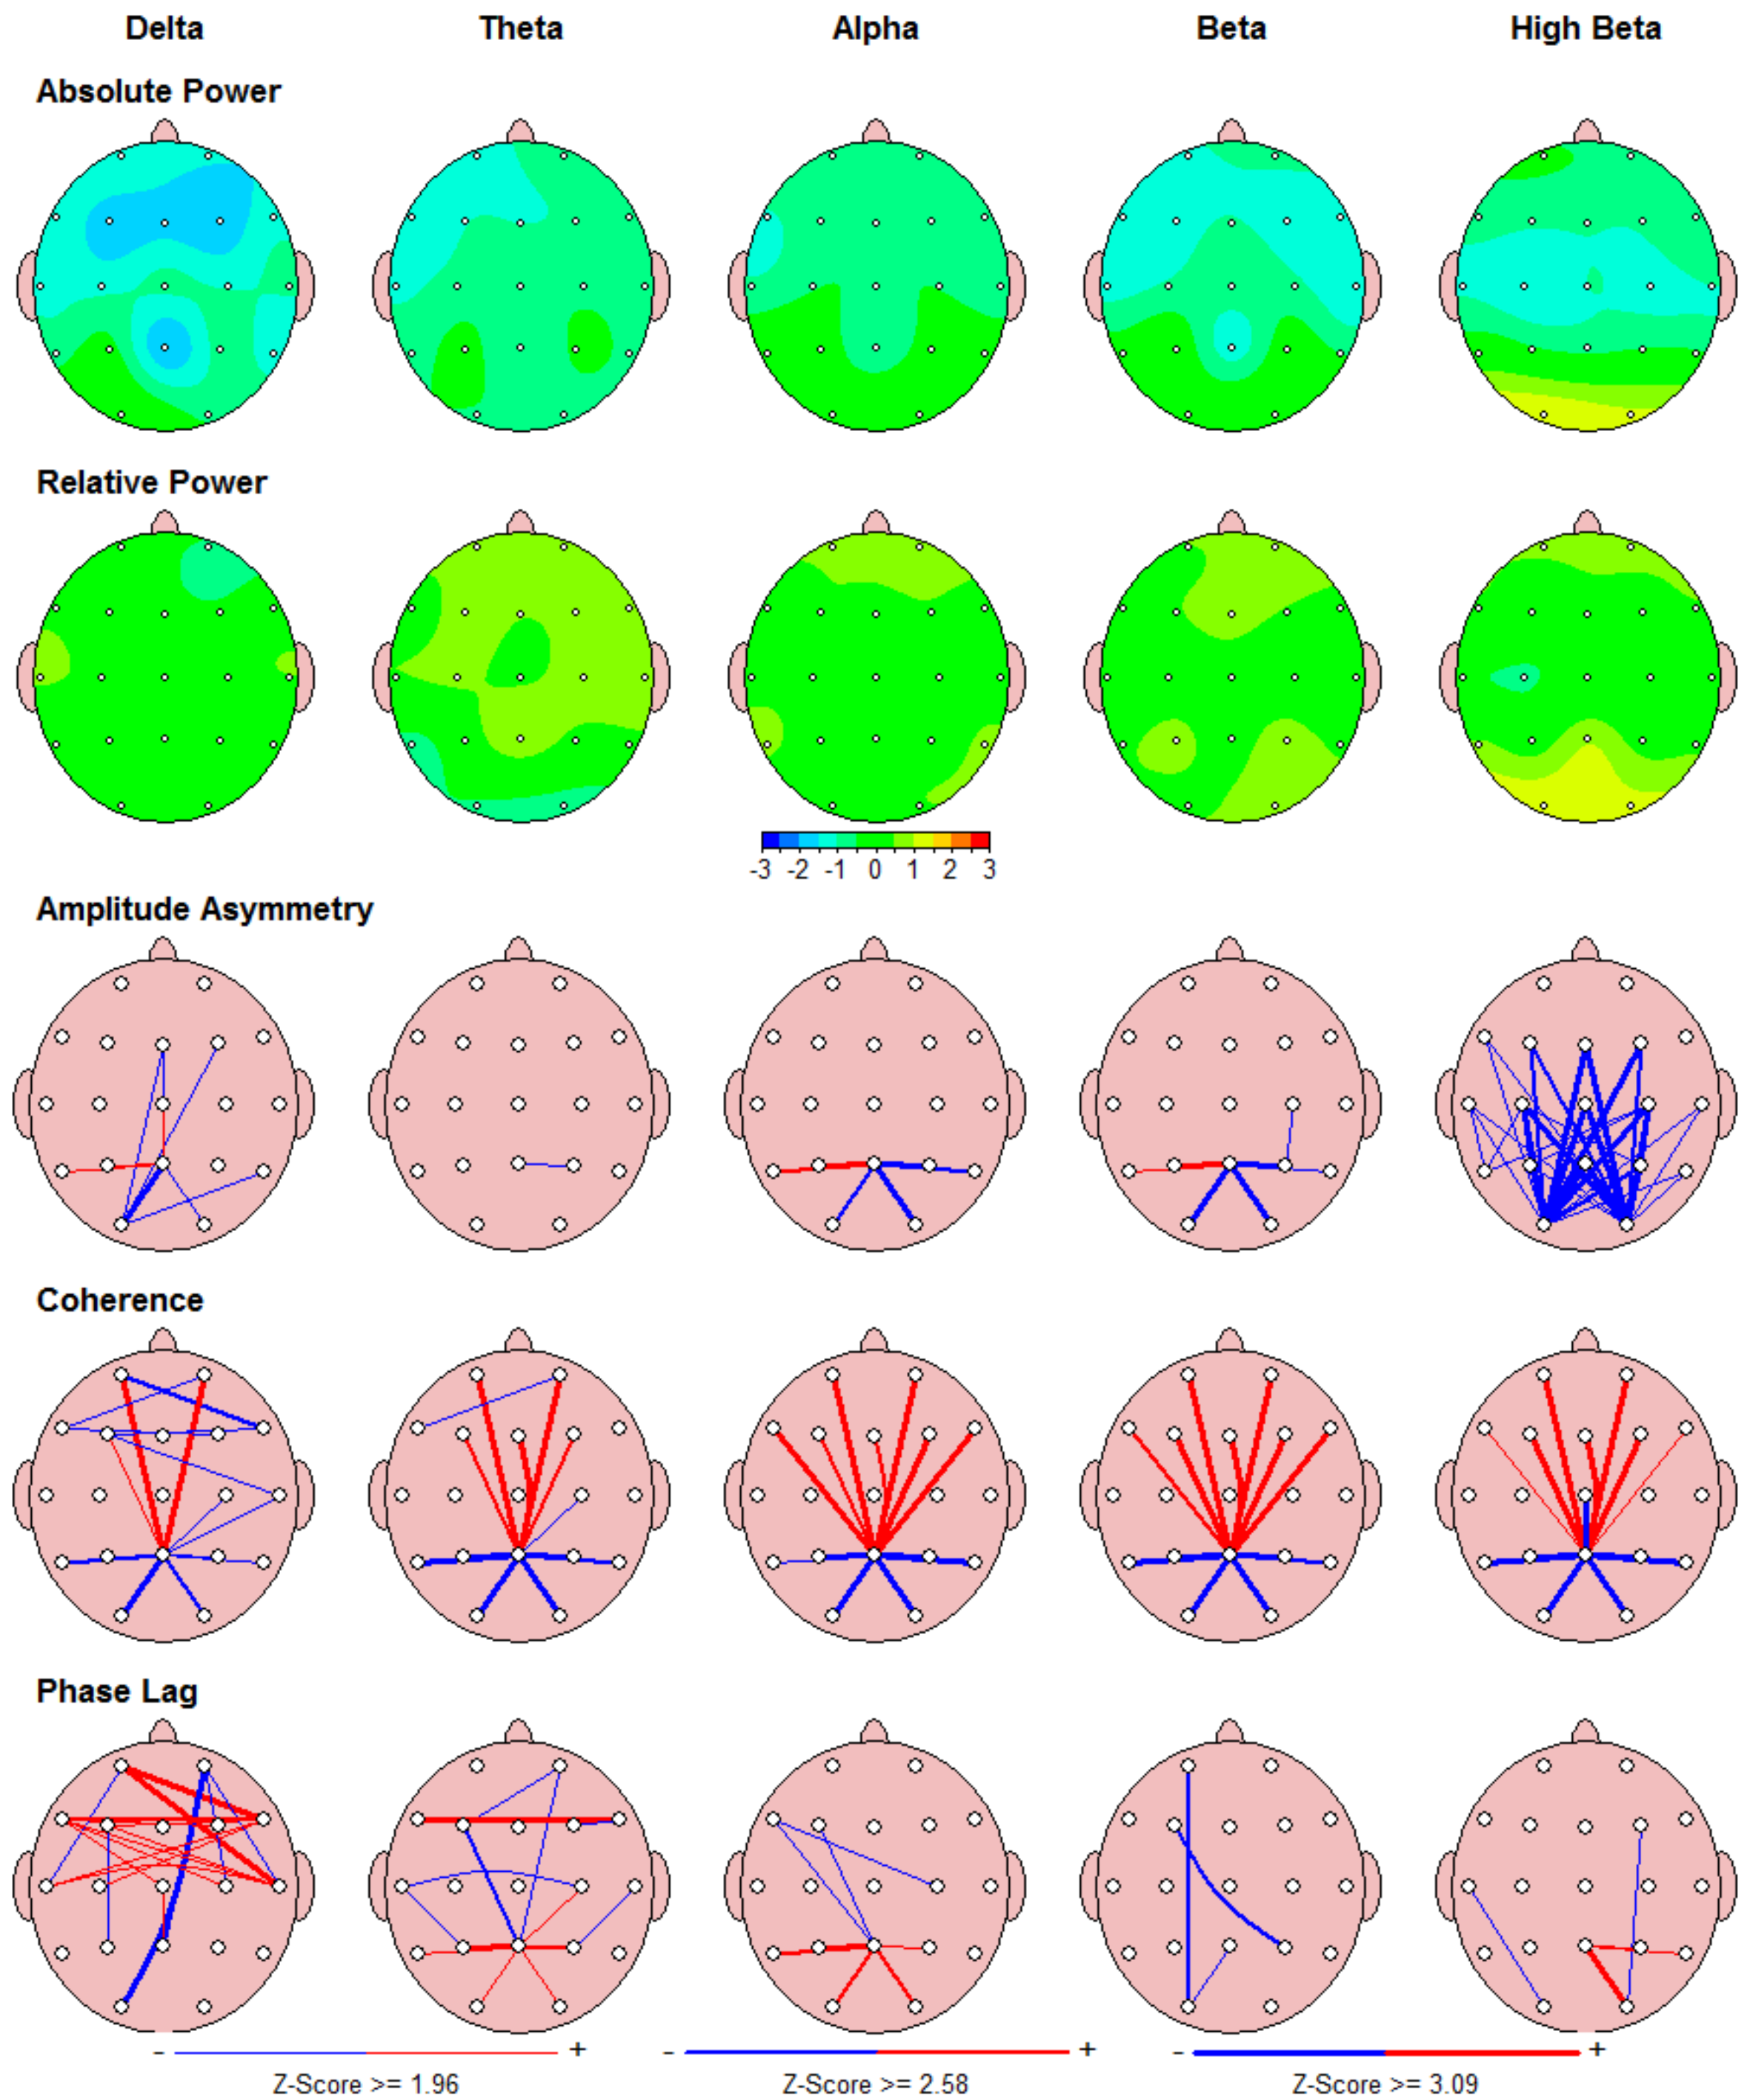 Delta Theta Alpha Beta High Beta
Absolute Power
Relative Power
-3 -2 -1 0 1 2 3
Amplitude Asymmetry
Coherence
Phase Lag
- + - + - +
Z-Score >= 1.96 Z-Score >= 2.58 Z-Score >= 3.09